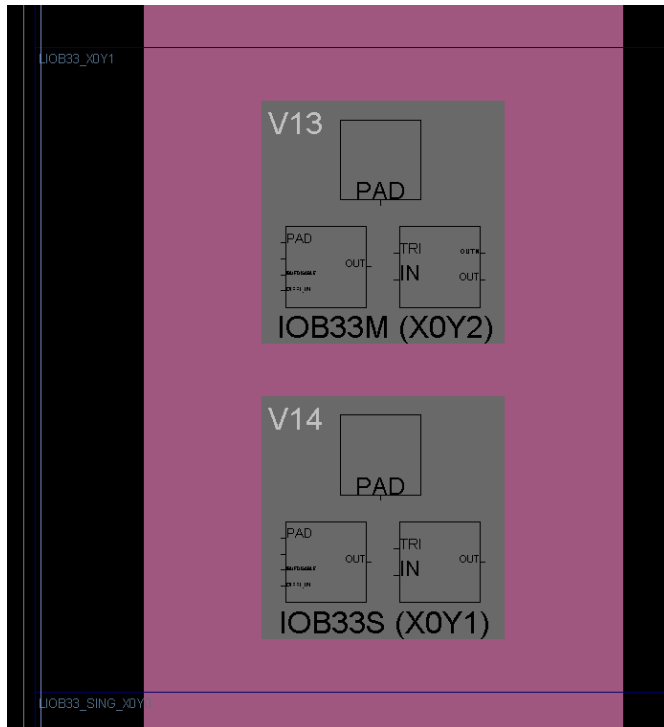 LIOB33_X0Y1
V13
PAD
PAD
OUT
TRI
IN
OUT
IOB33M (X0Y2)
V14
PAD
PAD
OUT
TRI
IN
OUT
IOB33S (X0Y1)
LIOB33_SING_X0Y